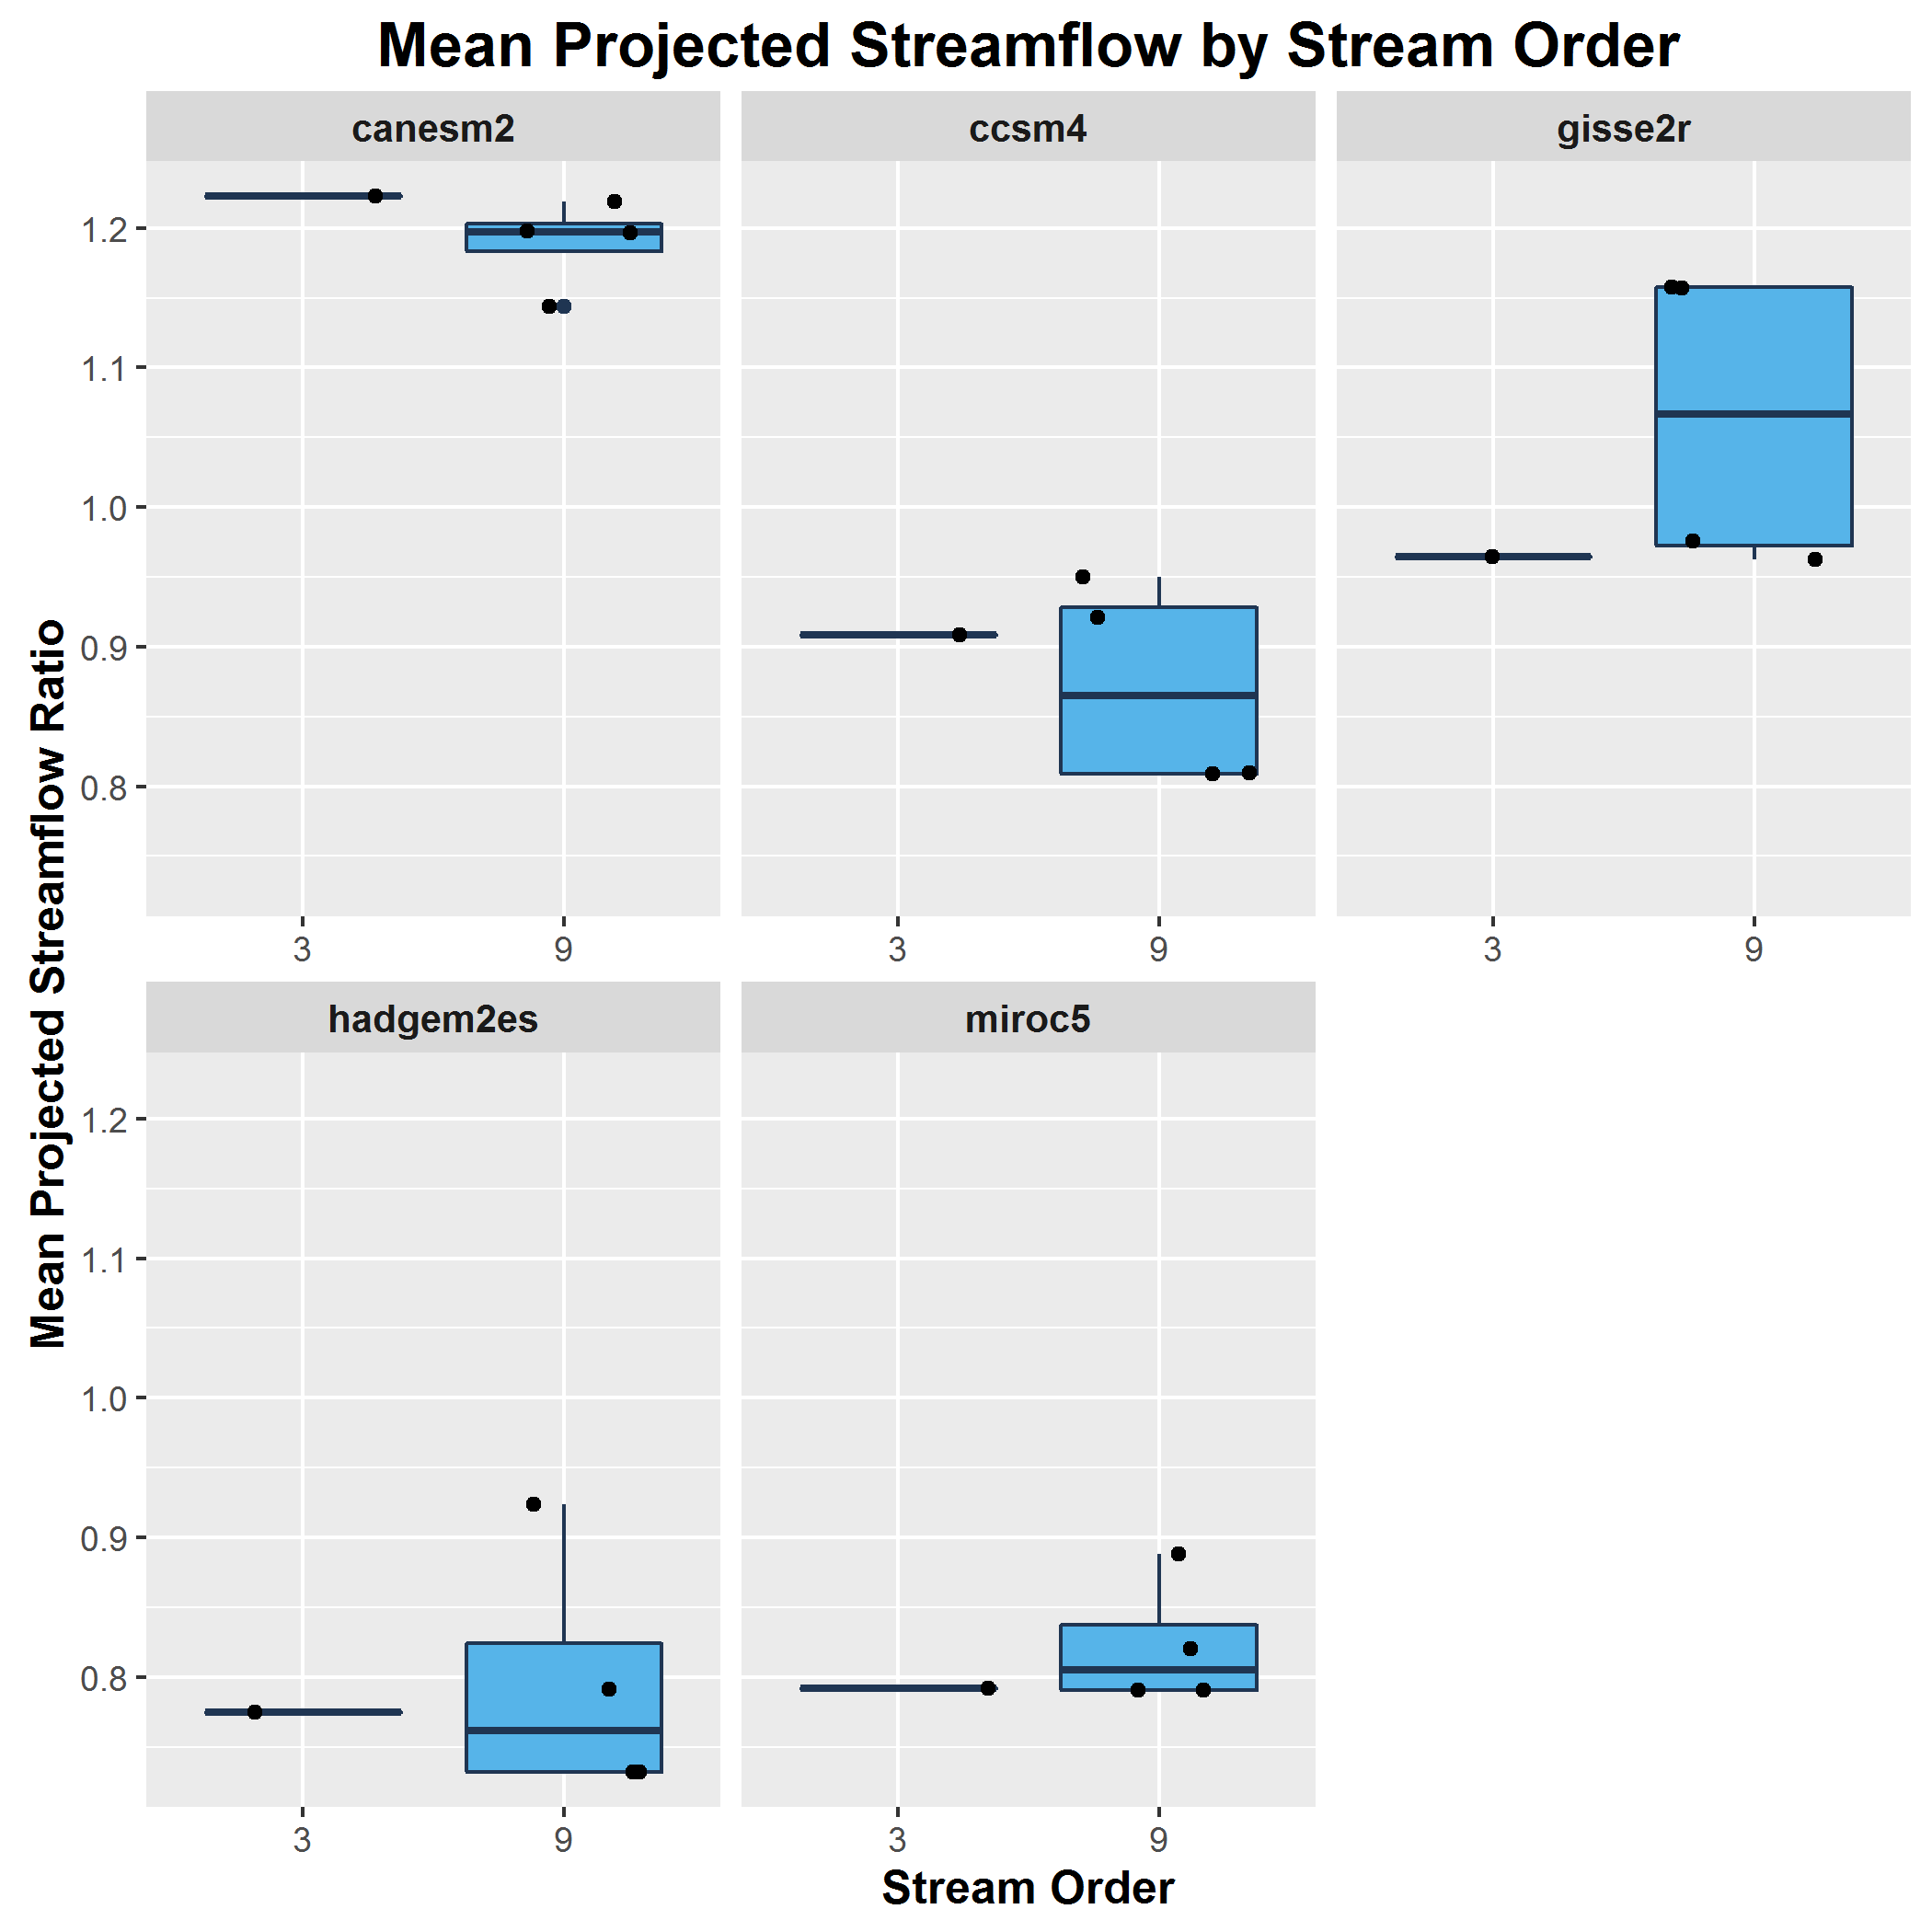 Mean Projected Streamflow by Stream Order
canesm2
ccsm4
gisse2r
1.2
1.1
1.0
0.9
0.8
3
9
3
9
3
9
Mean Projected Streamflow Ratio
hadgem2es
miroc5
1.2
1.1
1.0
0.9
0.8
3
9
3
9
Stream Order